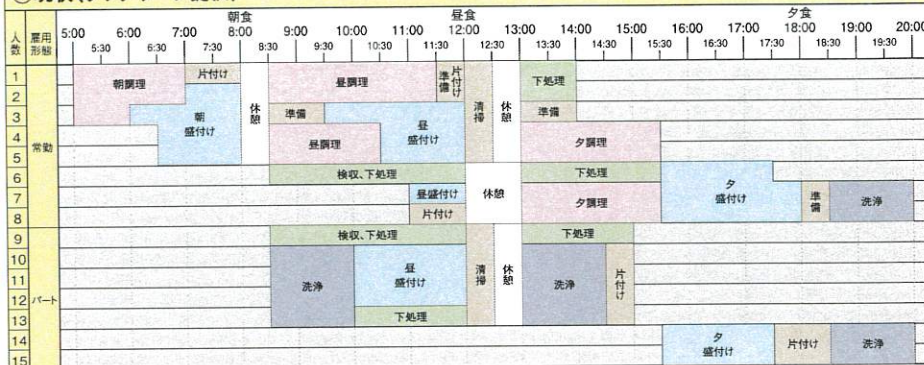 朝食 昼食 夕食
人数 雇用形態 5:00 6:00 7:00 8:00 9:00 10:00 11:00 12:00 13:00 14:00 15:00 16:00 17:00 18:00 19:00 20:00
5:30 6:30 7:30 8:30 9:30 10:30 11:30 12:30 13:30 14:30 15:30 16:30 17:30 18:30 19:30
常勤
パート
1 朝調理 片付け 休憩 昼調理 準備 片付け 清掃 休憩 下処理
2
3 朝盛付け 準備 昼盛付け 準備
4 昼調理 夕調理
5
6 検収、下処理 休憩 下処理 夕盛付け
7 昼盛付け 夕調理 準備 洗浄
8 片付け
9 検収、下処理 清掃 休憩 下処理
10 洗浄 昼盛付け 洗浄 片付け
11
12
13 下処理
14 夕盛付け 片付け 洗浄
15